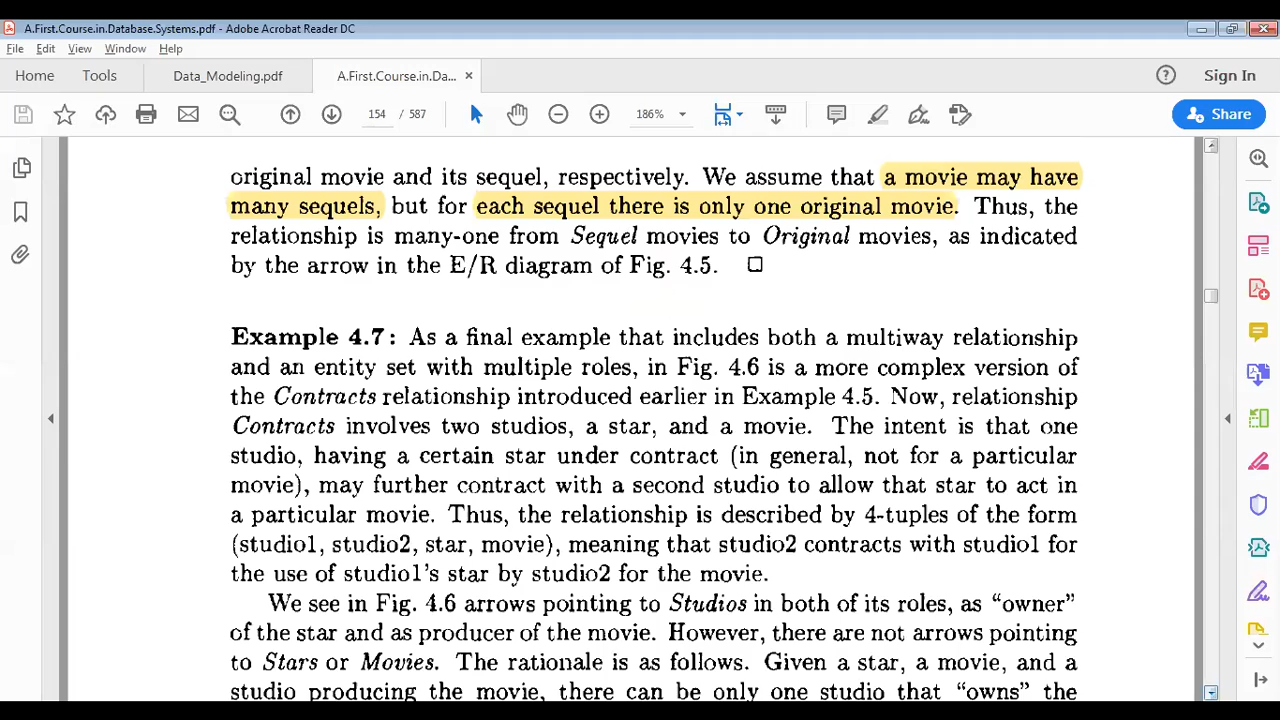 A.First.Course.in.Database.Systems.pdf - Adobe Acrobat Reader DC
File Edit View Window Help
Home Tools Data_Modeling.pdf A.First.Course.in.Da... × Sign In
154 / 587 186% Share
original movie and its sequel, respectively. We assume that a movie may have
many sequels, but for each sequel there is only one original movie. Thus, the
relationship is many-one from Sequel movies to Original movies, as indicated
by the arrow in the E/R diagram of Fig. 4.5. □
Example 4.7: As a final example that includes both a multiway relationship
and an entity set with multiple roles, in Fig. 4.6 is a more complex version of
the Contracts relationship introduced earlier in Example 4.5. Now, relationship
Contracts involves two studios, a star, and a movie. The intent is that one
studio, having a certain star under contract (in general, not for a particular
movie), may further contract with a second studio to allow that star to act in
a particular movie. Thus, the relationship is described by 4-tuples of the form
(studio1, studio2, star, movie), meaning that studio2 contracts with studio1 for
the use of studio1's star by studio2 for the movie.
We see in Fig. 4.6 arrows pointing to Studios in both of its roles, as "owner"
of the star and as producer of the movie. However, there are not arrows pointing
to Stars or Movies. The rationale is as follows. Given a star, a movie, and a
studio producing the movie, there can be only one studio that "owns" the